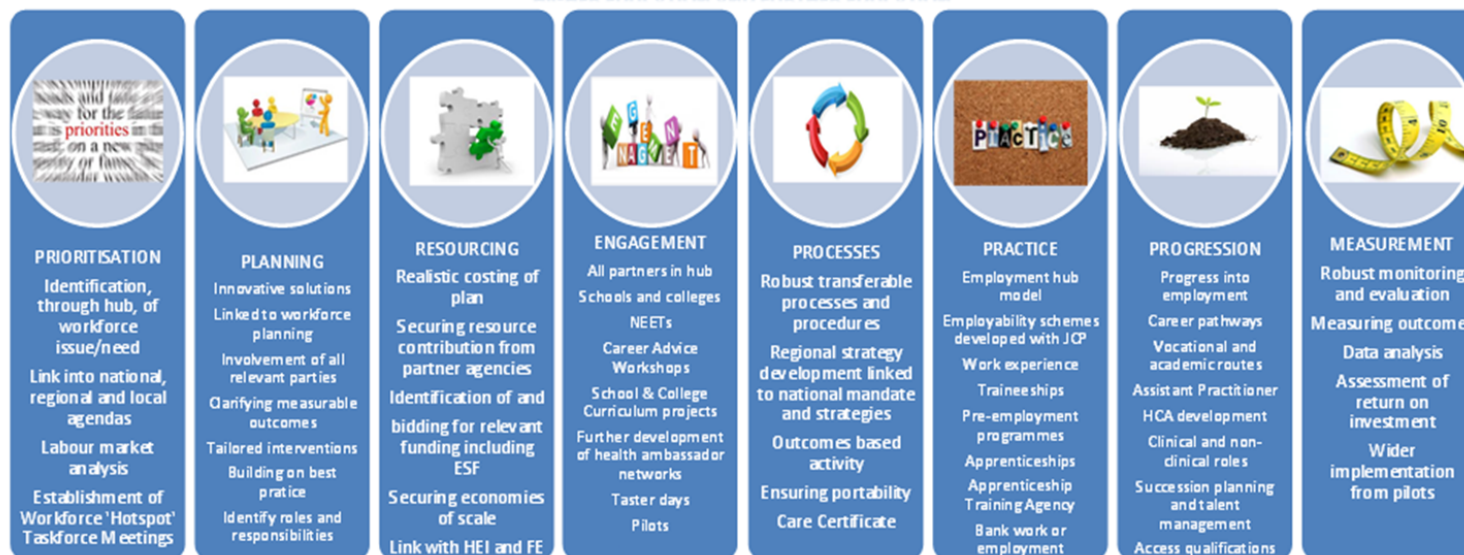 for the
priorities
on a new
PRIORITISATION
Identification,
through hub, of
workforce
issue/need
Link into national,
regional and local
agendas
Labour market
analysis
Establishment of
Workforce 'Hotspot'
Taskforce Meetings
PLANNING
Innovative solutions
Linked to workforce
planning
Involvement of all
relevant parties
Clarifying measurable
outcomes
Tailored interventions
Building on best
pratice
Identify roles and
responsibilities
RESOURCING
Realistic costing of
plan
Securing resource
contribution from
partner agencies
Identification of and
bidding for relevant
funding including
ESF
Securing economies
of scale
Link with HEI and FE
ENGAGEMENT
All partners in hub
Schools and colleges
NEETs
Career Advice
Workshops
School & College
Curriculum projects
Further development
of health ambassador
networks
Taster days
Pilots
PROCESSES
Robust transferable
processes and
procedures
Regional strategy
development linked
to national mandate
and strategies
Outcomes based
activity
Ensuring portability
Care Certificate
PRACTICE
PRACTICE
Employment hub
model
Employability schemes
developed with JCP
Work experience
Traineeships
Pre-employment
programmes
Apprenticeships
Apprenticeship
Training Agency
Bank work or
employment
PROGRESSION
Progress into
employment
Career pathways
Vocational and
academic routes
Assistant Practitioner
HCA development
Clinical and non-
clinical roles
Succession planning
and talent
management
Access qualifications
MEASUREMENT
Robust monitoring
and evaluation
Measuring outcome
Data analysis
Assessment of
return on
investment
Wider
implementation
from pilots